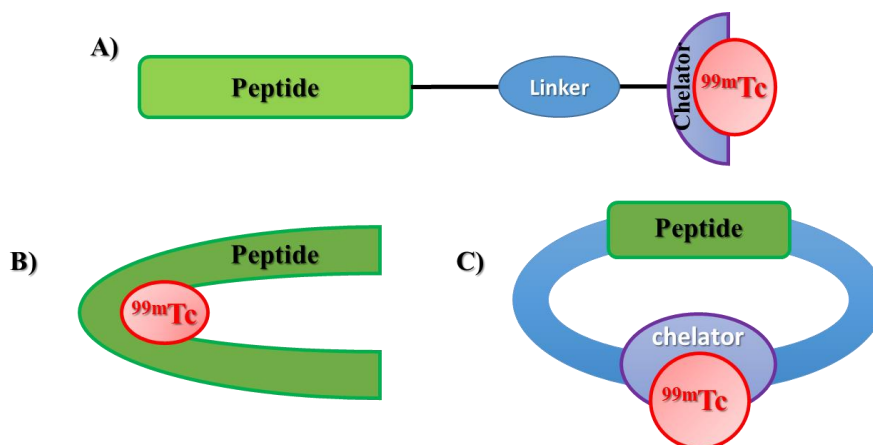 A)
Peptide
Linker
Chelator
99mTc
B)
Peptide
99mTc
C)
Peptide
chelator
99mTc